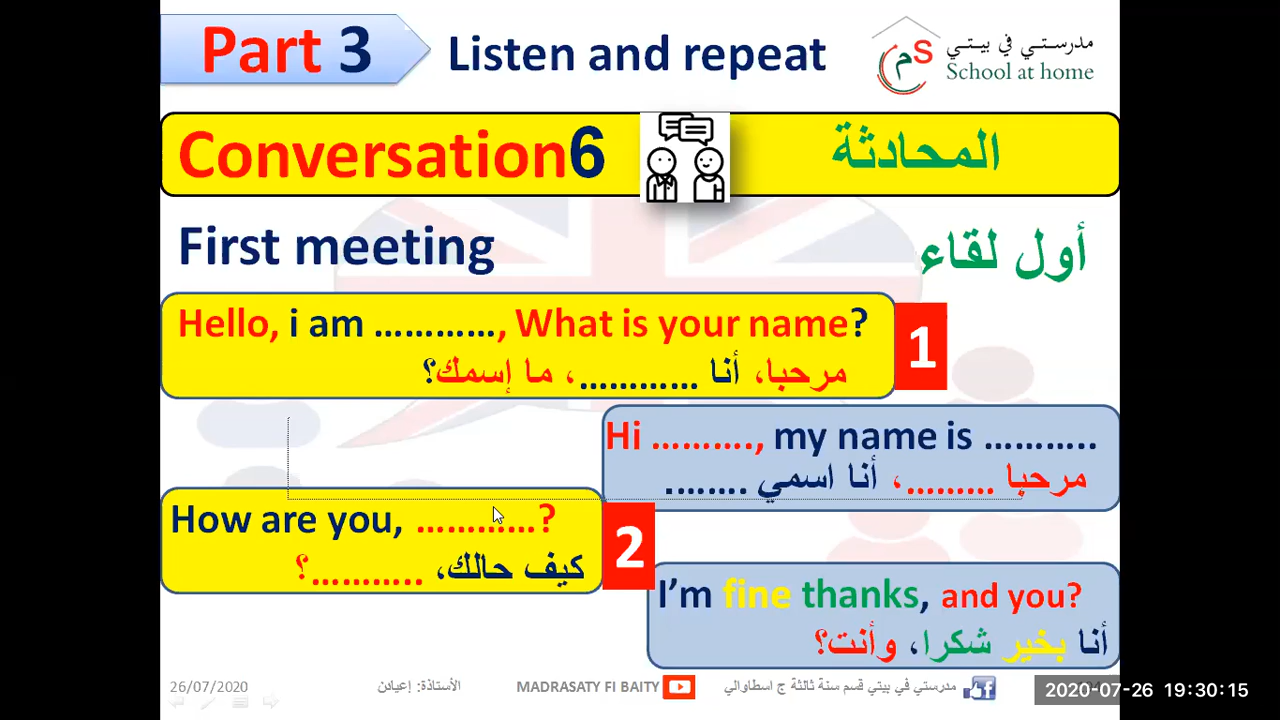 Part 3
Listen and repeat
مدرستي في بيتي
School at home
S م
Conversation6
المحادثة
First meeting
أول لقاء
Hello, i am …………, What is your name?
مرحبا، أنا …………، ما إسمك؟
1
Hi ………., my name is ………..
مرحبا ………، أنا اسمي ……..
How are you, …………?
كيف حالك، ………..؟
2
I’m fine thanks, and you?
أنا بخير شكرا، وأنت؟
26/07/2020
الأستاذة: إعيادن
MADRASATY FI BAITY
مدرستي في بيتي قسم سنة ثالثة ج اسطاوالي
2020-07-26 19:30:15